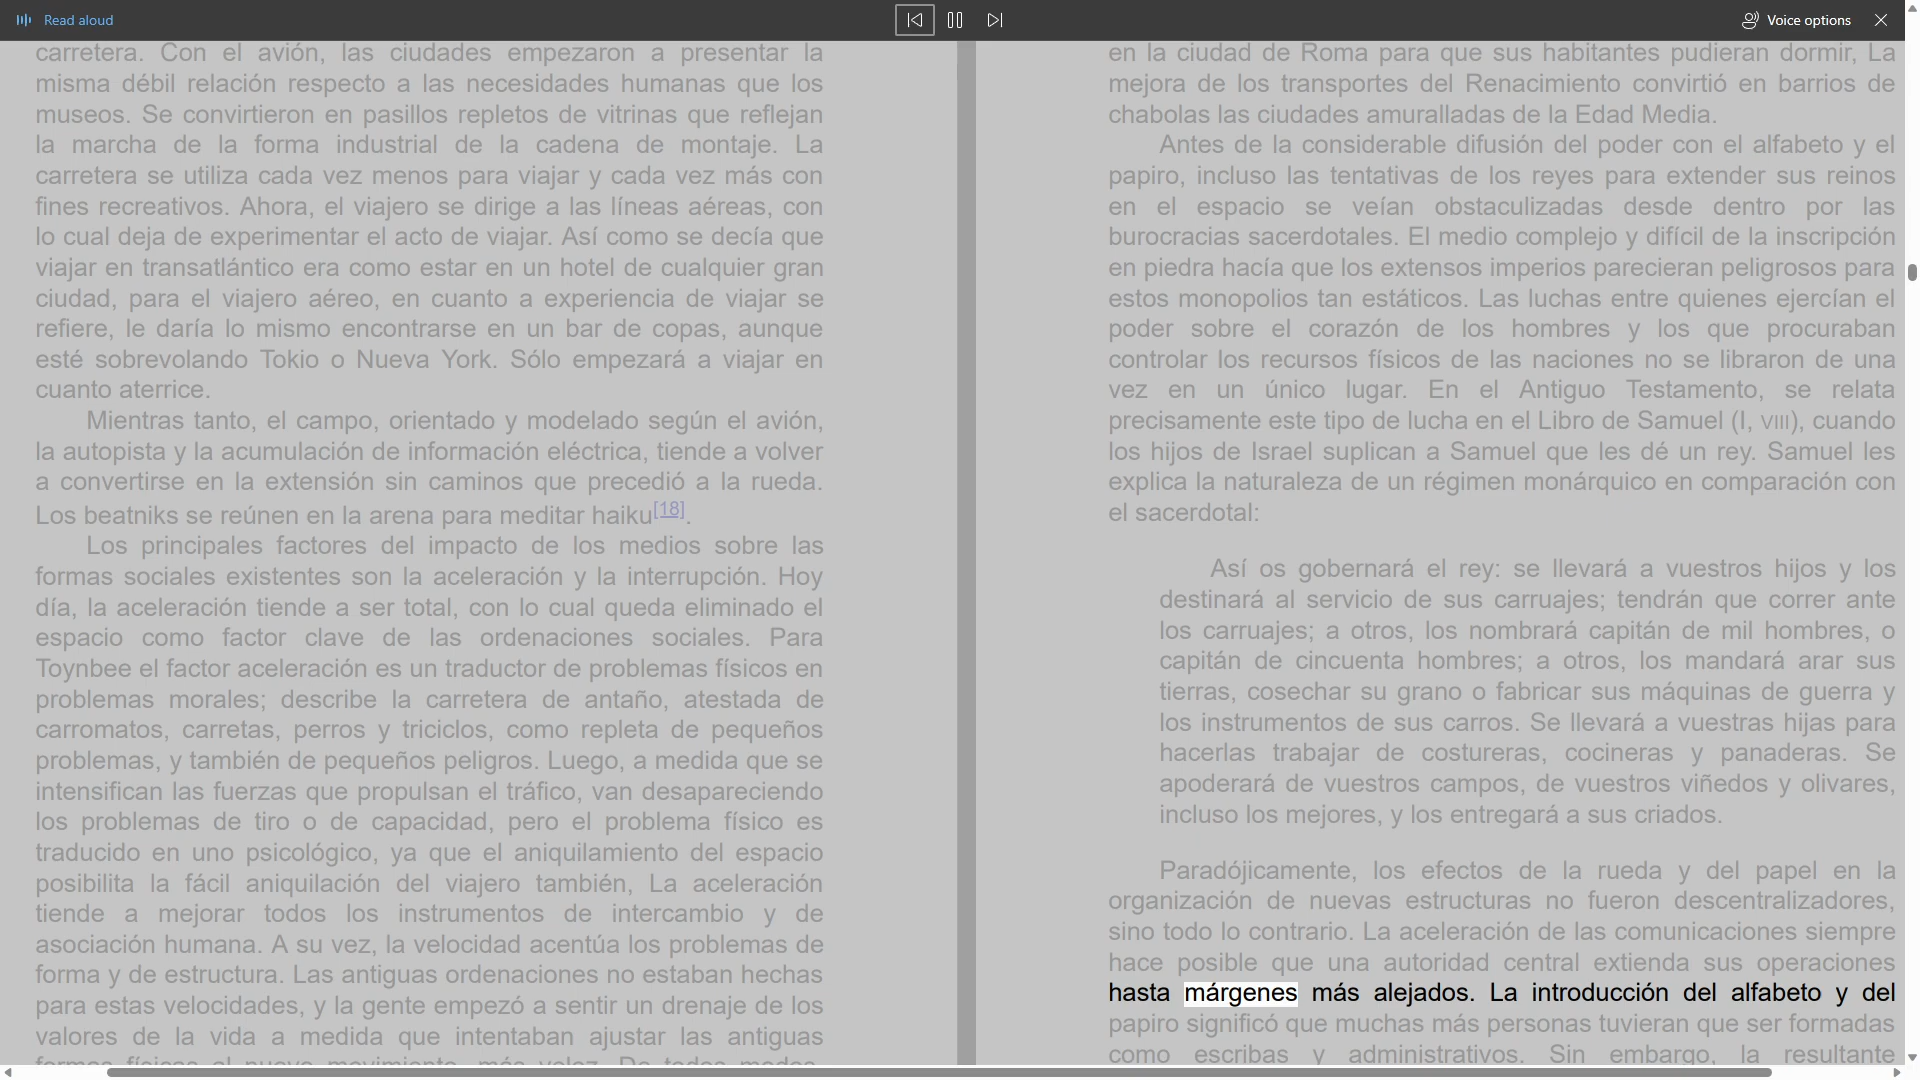 Read aloud
Voice options
carretera. Con el avión, las ciudades empezaron a presentar la
misma débil relación respecto a las necesidades humanas que los
museos. Se convirtieron en pasillos repletos de vitrinas que reflejan
la marcha de la forma industrial de la cadena de montaje. La
carretera se utiliza cada vez menos para viajar y cada vez más con
fines recreativos. Ahora, el viajero se dirige a las líneas aéreas, con
lo cual deja de experimentar el acto de viajar. Así como se decía que
viajar en transatlántico era como estar en un hotel de cualquier gran
ciudad, para el viajero aéreo, en cuanto a experiencia de viajar se
refiere, le daría lo mismo encontrarse en un bar de copas, aunque
esté sobrevolando Tokio o Nueva York. Sólo empezará a viajar en
cuanto aterrice.
Mientras tanto, el campo, orientado y modelado según el avión,
la autopista y la acumulación de información eléctrica, tiende a volver
a convertirse en la extensión sin caminos que precedió a la rueda.
Los beatniks se reúnen en la arena para meditar haiku[18].
Los principales factores del impacto de los medios sobre las
formas sociales existentes son la aceleración y la interrupción. Hoy
día, la aceleración tiende a ser total, con lo cual queda eliminado el
espacio como factor clave de las ordenaciones sociales. Para
Toynbee el factor aceleración es un traductor de problemas físicos en
problemas morales; describe la carretera de antaño, atestada de
carromatos, carretas, perros y triciclos, como repleta de pequeños
problemas, y también de pequeños peligros. Luego, a medida que se
intensifican las fuerzas que propulsan el tráfico, van desapareciendo
los problemas de tiro o de capacidad, pero el problema físico es
traducido en uno psicológico, ya que el aniquilamiento del espacio
posibilita la fácil aniquilación del viajero también, La aceleración
tiende a mejorar todos los instrumentos de intercambio y de
asociación humana. A su vez, la velocidad acentúa los problemas de
forma y de estructura. Las antiguas ordenaciones no estaban hechas
para estas velocidades, y la gente empezó a sentir un drenaje de los
valores de la vida a medida que intentaban ajustar las antiguas
formas físicas al nuevo movimiento, más veloz. De todos modos,
en la ciudad de Roma para que sus habitantes pudieran dormir, La
mejora de los transportes del Renacimiento convirtió en barrios de
chabolas las ciudades amuralladas de la Edad Media.
Antes de la considerable difusión del poder con el alfabeto y el
papiro, incluso las tentativas de los reyes para extender sus reinos
en el espacio se veían obstaculizadas desde dentro por las
burocracias sacerdotales. El medio complejo y difícil de la inscripción
en piedra hacía que los extensos imperios parecieran peligrosos para
estos monopolios tan estáticos. Las luchas entre quienes ejercían el
poder sobre el corazón de los hombres y los que procuraban
controlar los recursos físicos de las naciones no se libraron de una
vez en un único lugar. En el Antiguo Testamento, se relata
precisamente este tipo de lucha en el Libro de Samuel (I, VIII), cuando
los hijos de Israel suplican a Samuel que les dé un rey. Samuel les
explica la naturaleza de un régimen monárquico en comparación con
el sacerdotal:
Así os gobernará el rey: se llevará a vuestros hijos y los
destinará al servicio de sus carruajes; tendrán que correr ante
los carruajes; a otros, los nombrará capitán de mil hombres, o
capitán de cincuenta hombres; a otros, los mandará arar sus
tierras, cosechar su grano o fabricar sus máquinas de guerra y
los instrumentos de sus carros. Se llevará a vuestras hijas para
hacerlas trabajar de costureras, cocineras y panaderas. Se
apoderará de vuestros campos, de vuestros viñedos y olivares,
incluso los mejores, y los entregará a sus criados.
Paradójicamente, los efectos de la rueda y del papel en la
organización de nuevas estructuras no fueron descentralizadores,
sino todo lo contrario. La aceleración de las comunicaciones siempre
hace posible que una autoridad central extienda sus operaciones
hasta márgenes más alejados. La introducción del alfabeto y del
papiro significó que muchas más personas tuvieran que ser formadas
como escribas y administrativos. Sin embargo, la resultante